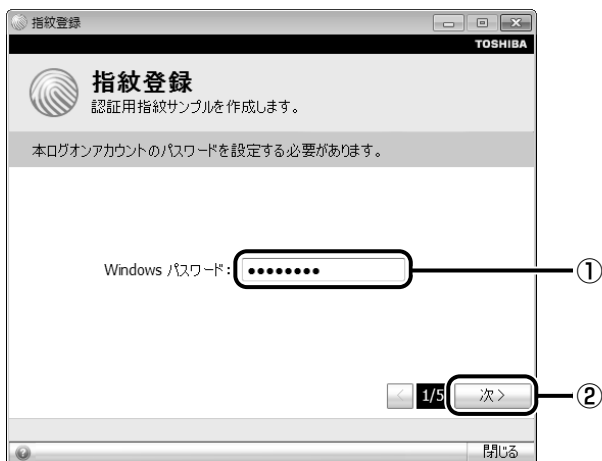 指紋登録
TOSHIBA
指紋登録
認証用指紋サンプルを作成します。
本ログオンアカウントのパスワードを設定する必要があります。
Windows パスワード: ●●●●●●●●
①
< 1/5 次 >
②
? 閉じる